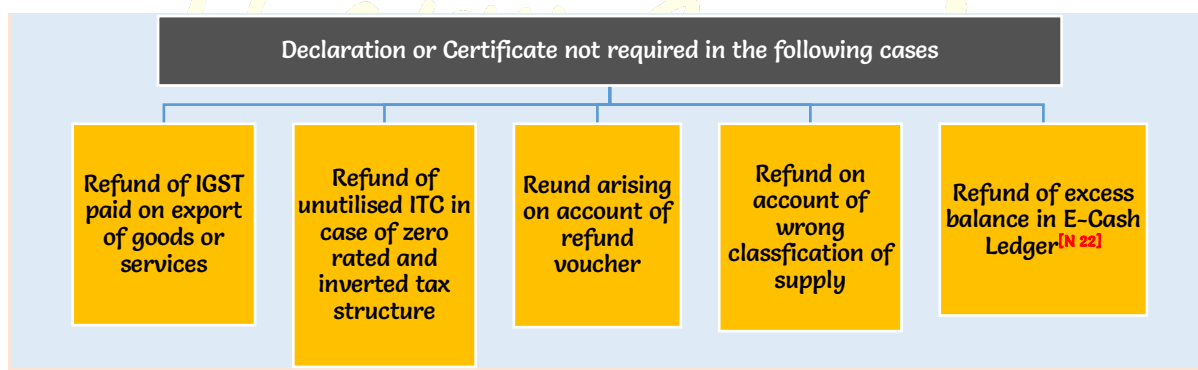 Declaration or Certificate not required in the following cases
Refund of IGST
paid on export
of goods or
services
Refund of
unutilised ITC in
case of zero
rated and
inverted tax
structure
Reund arising
on account of
refund
voucher
Refund on
account of
wrong
classfication of
supply
Refund of excess
balance in E-Cash
Ledger[N 22]